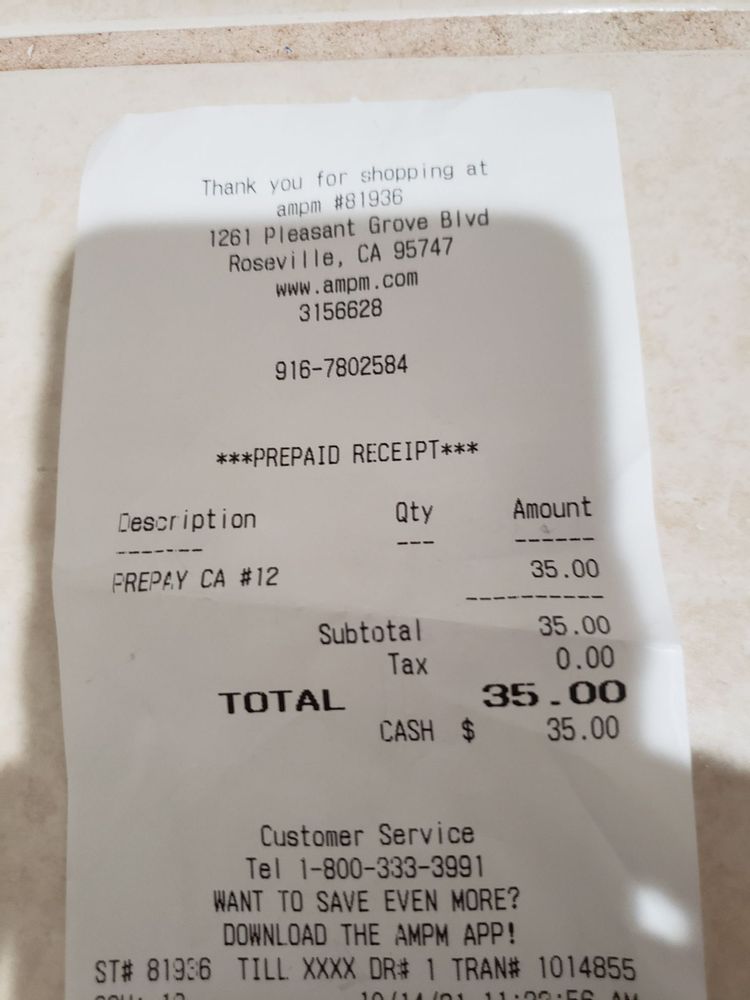 Thank you for shopping at
ampm #81936
1261 Pleasant Grove Blvd
Roseville, CA 95747
www.ampm.com
3156628
916-7802584
***PREPAID RECEIPT***
Description Qty Amount
------- --- ------
PREPAY CA #12 35.00
----------
Subtotal 35.00
Tax 0.00
TOTAL 35.00
CASH $ 35.00
Customer Service
Tel 1-800-333-3991
WANT TO SAVE EVEN MORE?
DOWNLOAD THE AMPM APP!
ST# 81936 TILL XXXX DR# 1 TRAN# 1014855